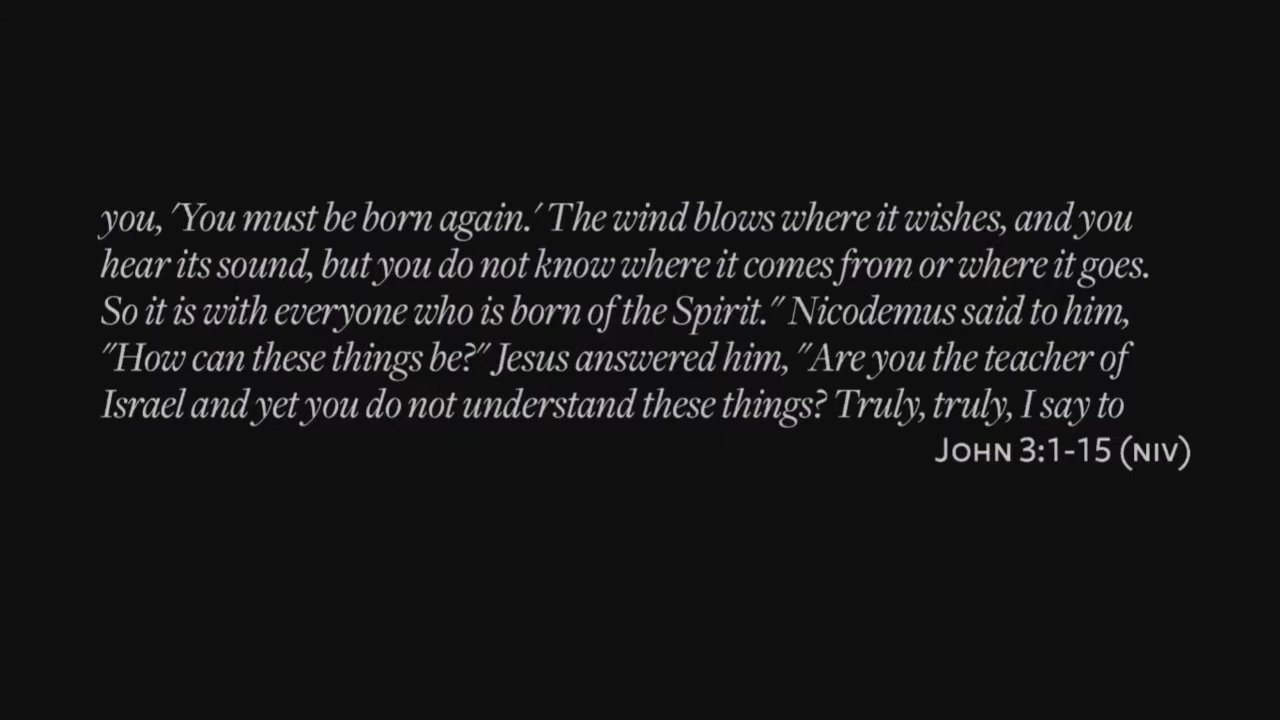 you, 'You must be born again.' The wind blows where it wishes, and you
hear its sound, but you do not know where it comes from or where it goes.
So it is with everyone who is born of the Spirit." Nicodemus said to him,
"How can these things be?" Jesus answered him, "Are you the teacher of
Israel and yet you do not understand these things? Truly, truly, I say to
John 3:1-15 (NIV)